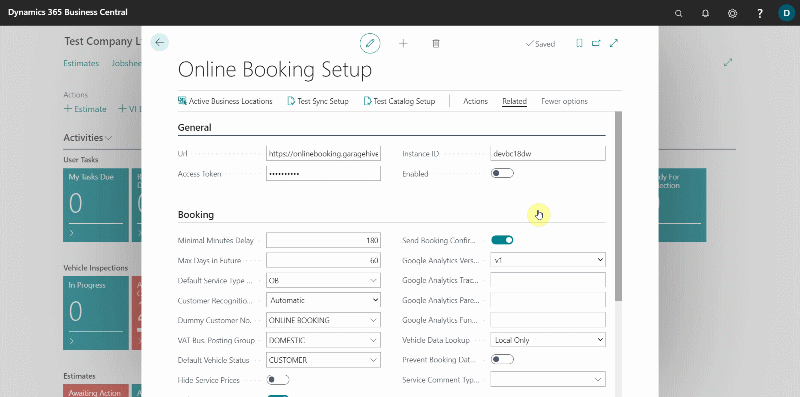 Dynamics 365 Business Central
?
D
Test Company L
Estimates
Jobshee
Actions
+ Estimate
+ VI
Activities
User Tasks
My Tasks Due
0
Vehicle Inspections
In Progress
0
Estimates
Awaiting Action
Saved
Online Booking Setup
Active Business Locations
Test Sync Setup
Test Catalog Setup
Actions
Related
Fewer options
General
Url
https://onlinebooking.garagehive
Instance ID
devbc18dw
Access Token
••••••••••
Enabled
Booking
Minimal Minutes Delay
180
Send Booking Confir...
Max Days in Future
60
Google Analytics Vers...
v1
Default Service Type ...
OB
Google Analytics Trac...
Customer Recognitio...
Automatic
Google Analytics Pare...
Dummy Customer No.
ONLINE BOOKING
Google Analytics Fun...
VAT Bus. Posting Group
DOMESTIC
Vehicle Data Lookup
Local Only
Default Vehicle Status
CUSTOMER
Prevent Booking Dat...
Hide Service Prices
Service Comment Typ...
dy For
pection
0